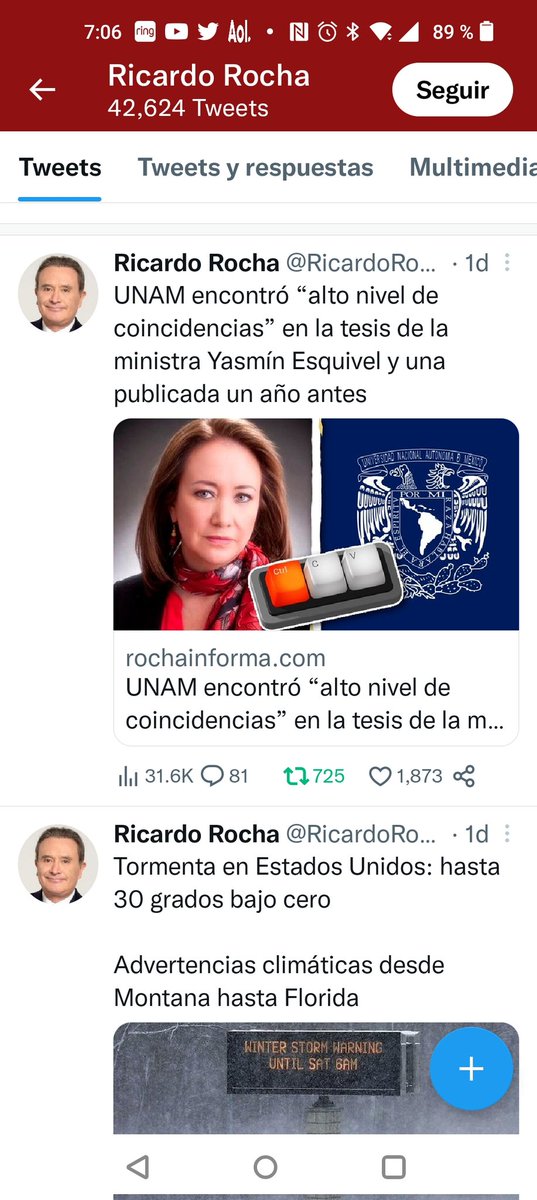 7:06 ring Aol. 89 %
Ricardo Rocha
42,624 Tweets
Seguir
Tweets Tweets y respuestas Multimedia
Ricardo Rocha @RicardoRo... · 1d
UNAM encontró “alto nivel de
coincidencias” en la tesis de la
ministra Yasmín Esquivel y una
publicada un año antes
UNIVERSIDAD NACIONAL AUTONOMA D MEXICO
POR MI
RAZA
ESPIRITU
Ctrl C V
rochainforma.com
UNAM encontró “alto nivel de
coincidencias” en la tesis de la m...
31.6K 81 725 1,873
Ricardo Rocha @RicardoRo... · 1d
Tormenta en Estados Unidos: hasta
30 grados bajo cero
Advertencias climáticas desde
Montana hasta Florida
WINTER STORM WARNING
UNTIL SAT 6AM